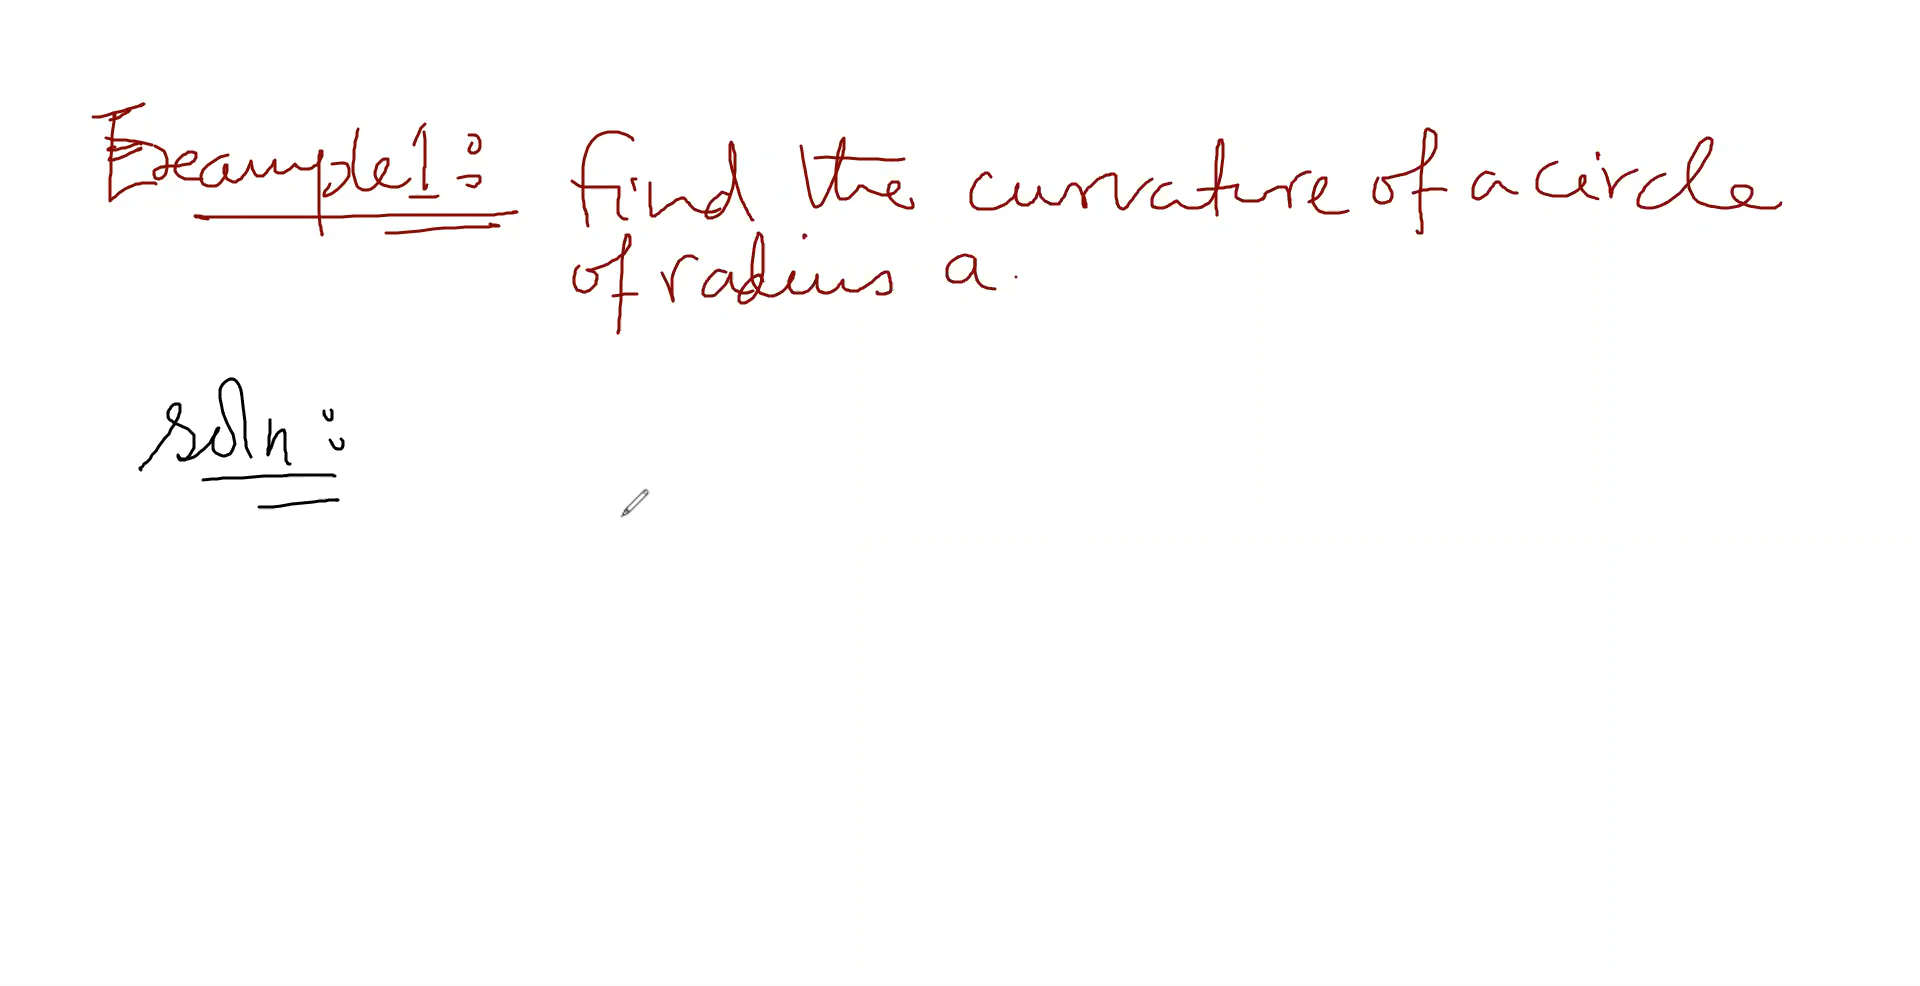 Example 1: find the curvature of a circle
of radius a.
soln: